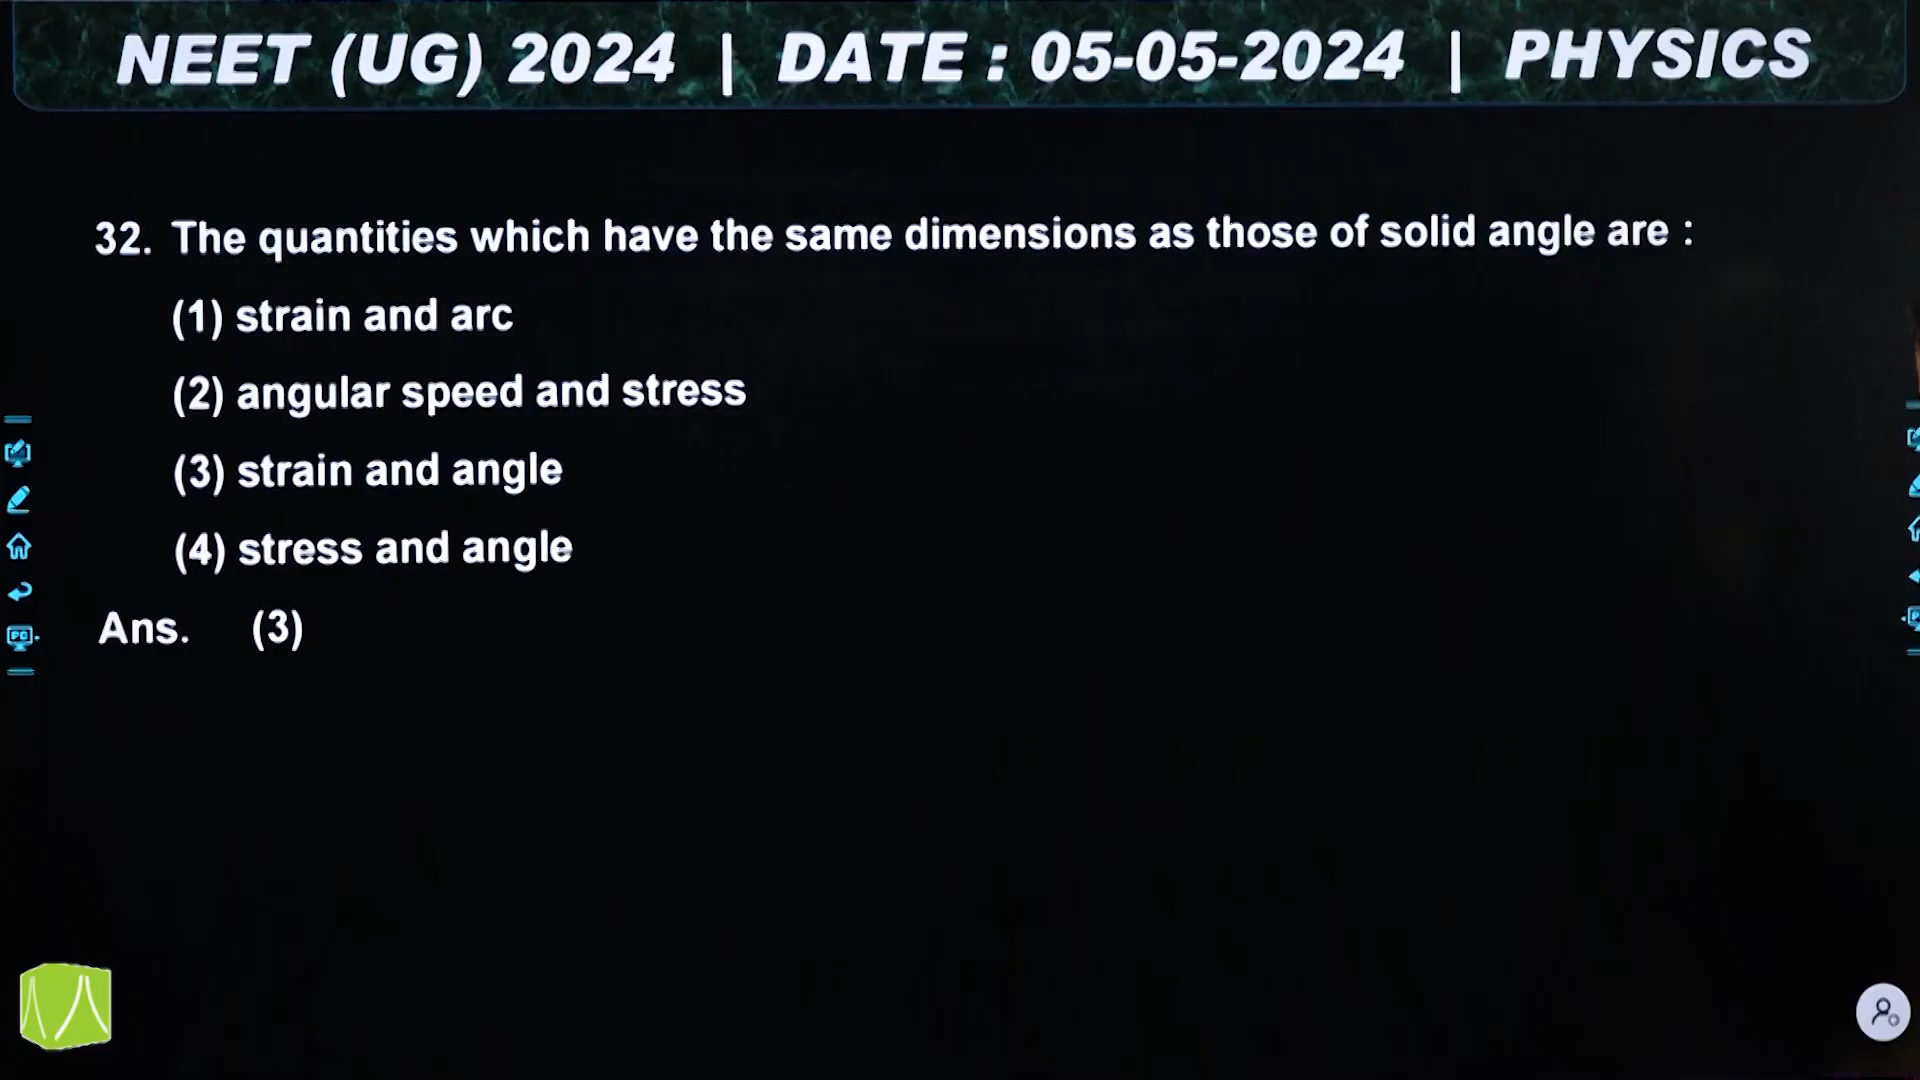 NEET (UG) 2024 | DATE : 05-05-2024 | PHYSICS
32. The quantities which have the same dimensions as those of solid angle are :
(1) strain and arc
(2) angular speed and stress
(3) strain and angle
(4) stress and angle
Ans. (3)